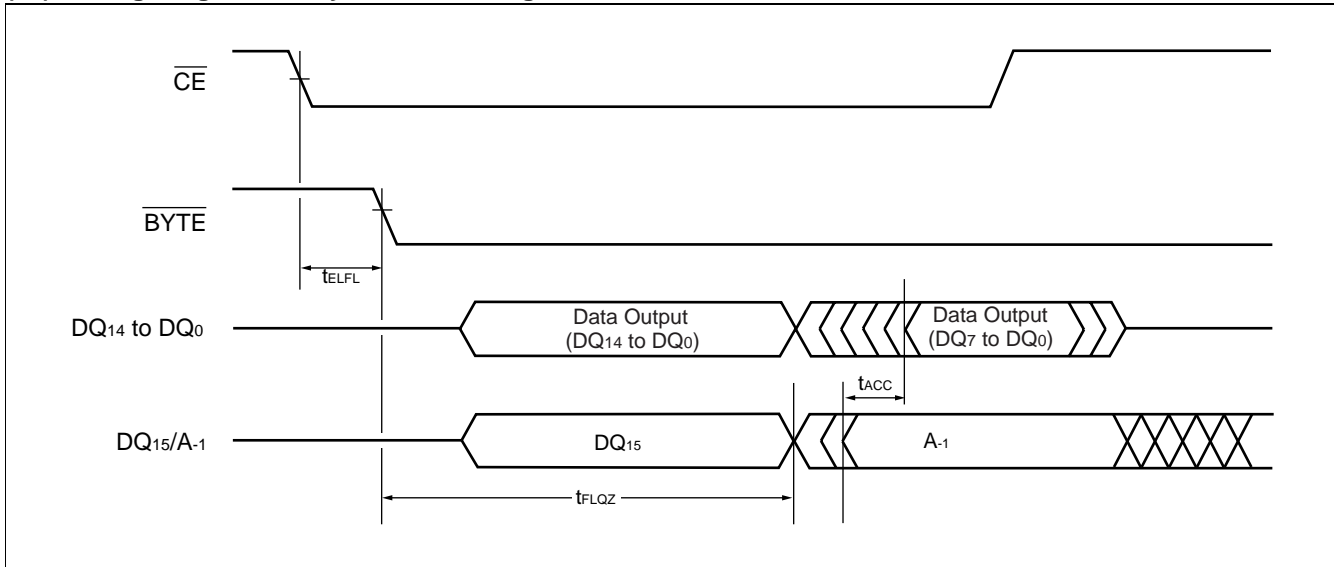 CE
BYTE
tELFL
DQ14 to DQ0
Data Output
(DQ14 to DQ0)
Data Output
(DQ7 to DQ0)
tACC
DQ15/A-1
DQ15
A-1
tFLQZ